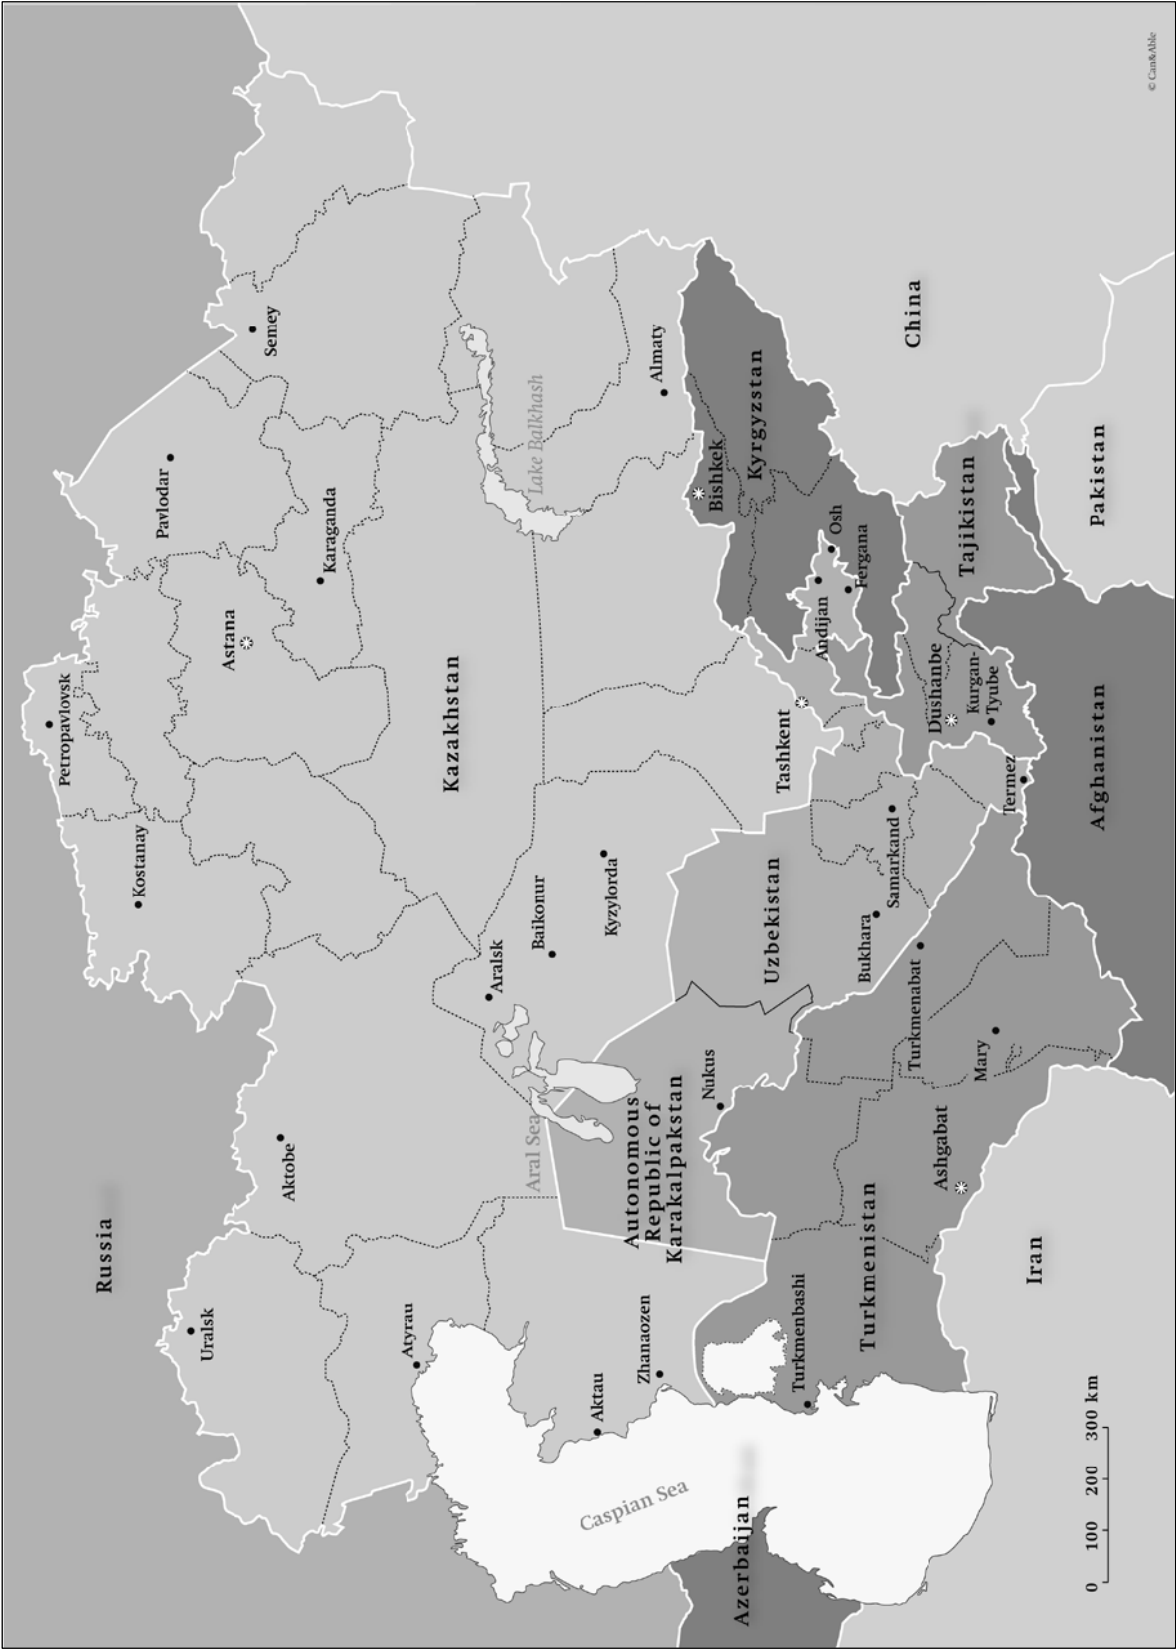 Petropavlovsk
Kostanay
Pavlodar
Astana
Semey
Karaganda
Russia
Uralsk
Aktobe
Kazakhstan
Lake Balkhash
Atyrau
Aralsk
Baikonur
Kyzylorda
Aral Sea
Almaty
Aktau
Zhanaozen
Caspian Sea
Autonomous
Republic of
Karakalpakstan
Nukus
Uzbekistan
Tashkent
Bishkek
Kyrgyzstan
Andijan
Osh
Fergana
China
Azerbaijan
Turkmenbashi
Turkmenistan
Bukhara
Samarkand
Turkmenabat
Dushanbe
Kurgan-
Tyube
Tajikistan
Ashgabat
Mary
Termez
Iran
Afghanistan
Pakistan
0 100 200 300 km
© Can&Able